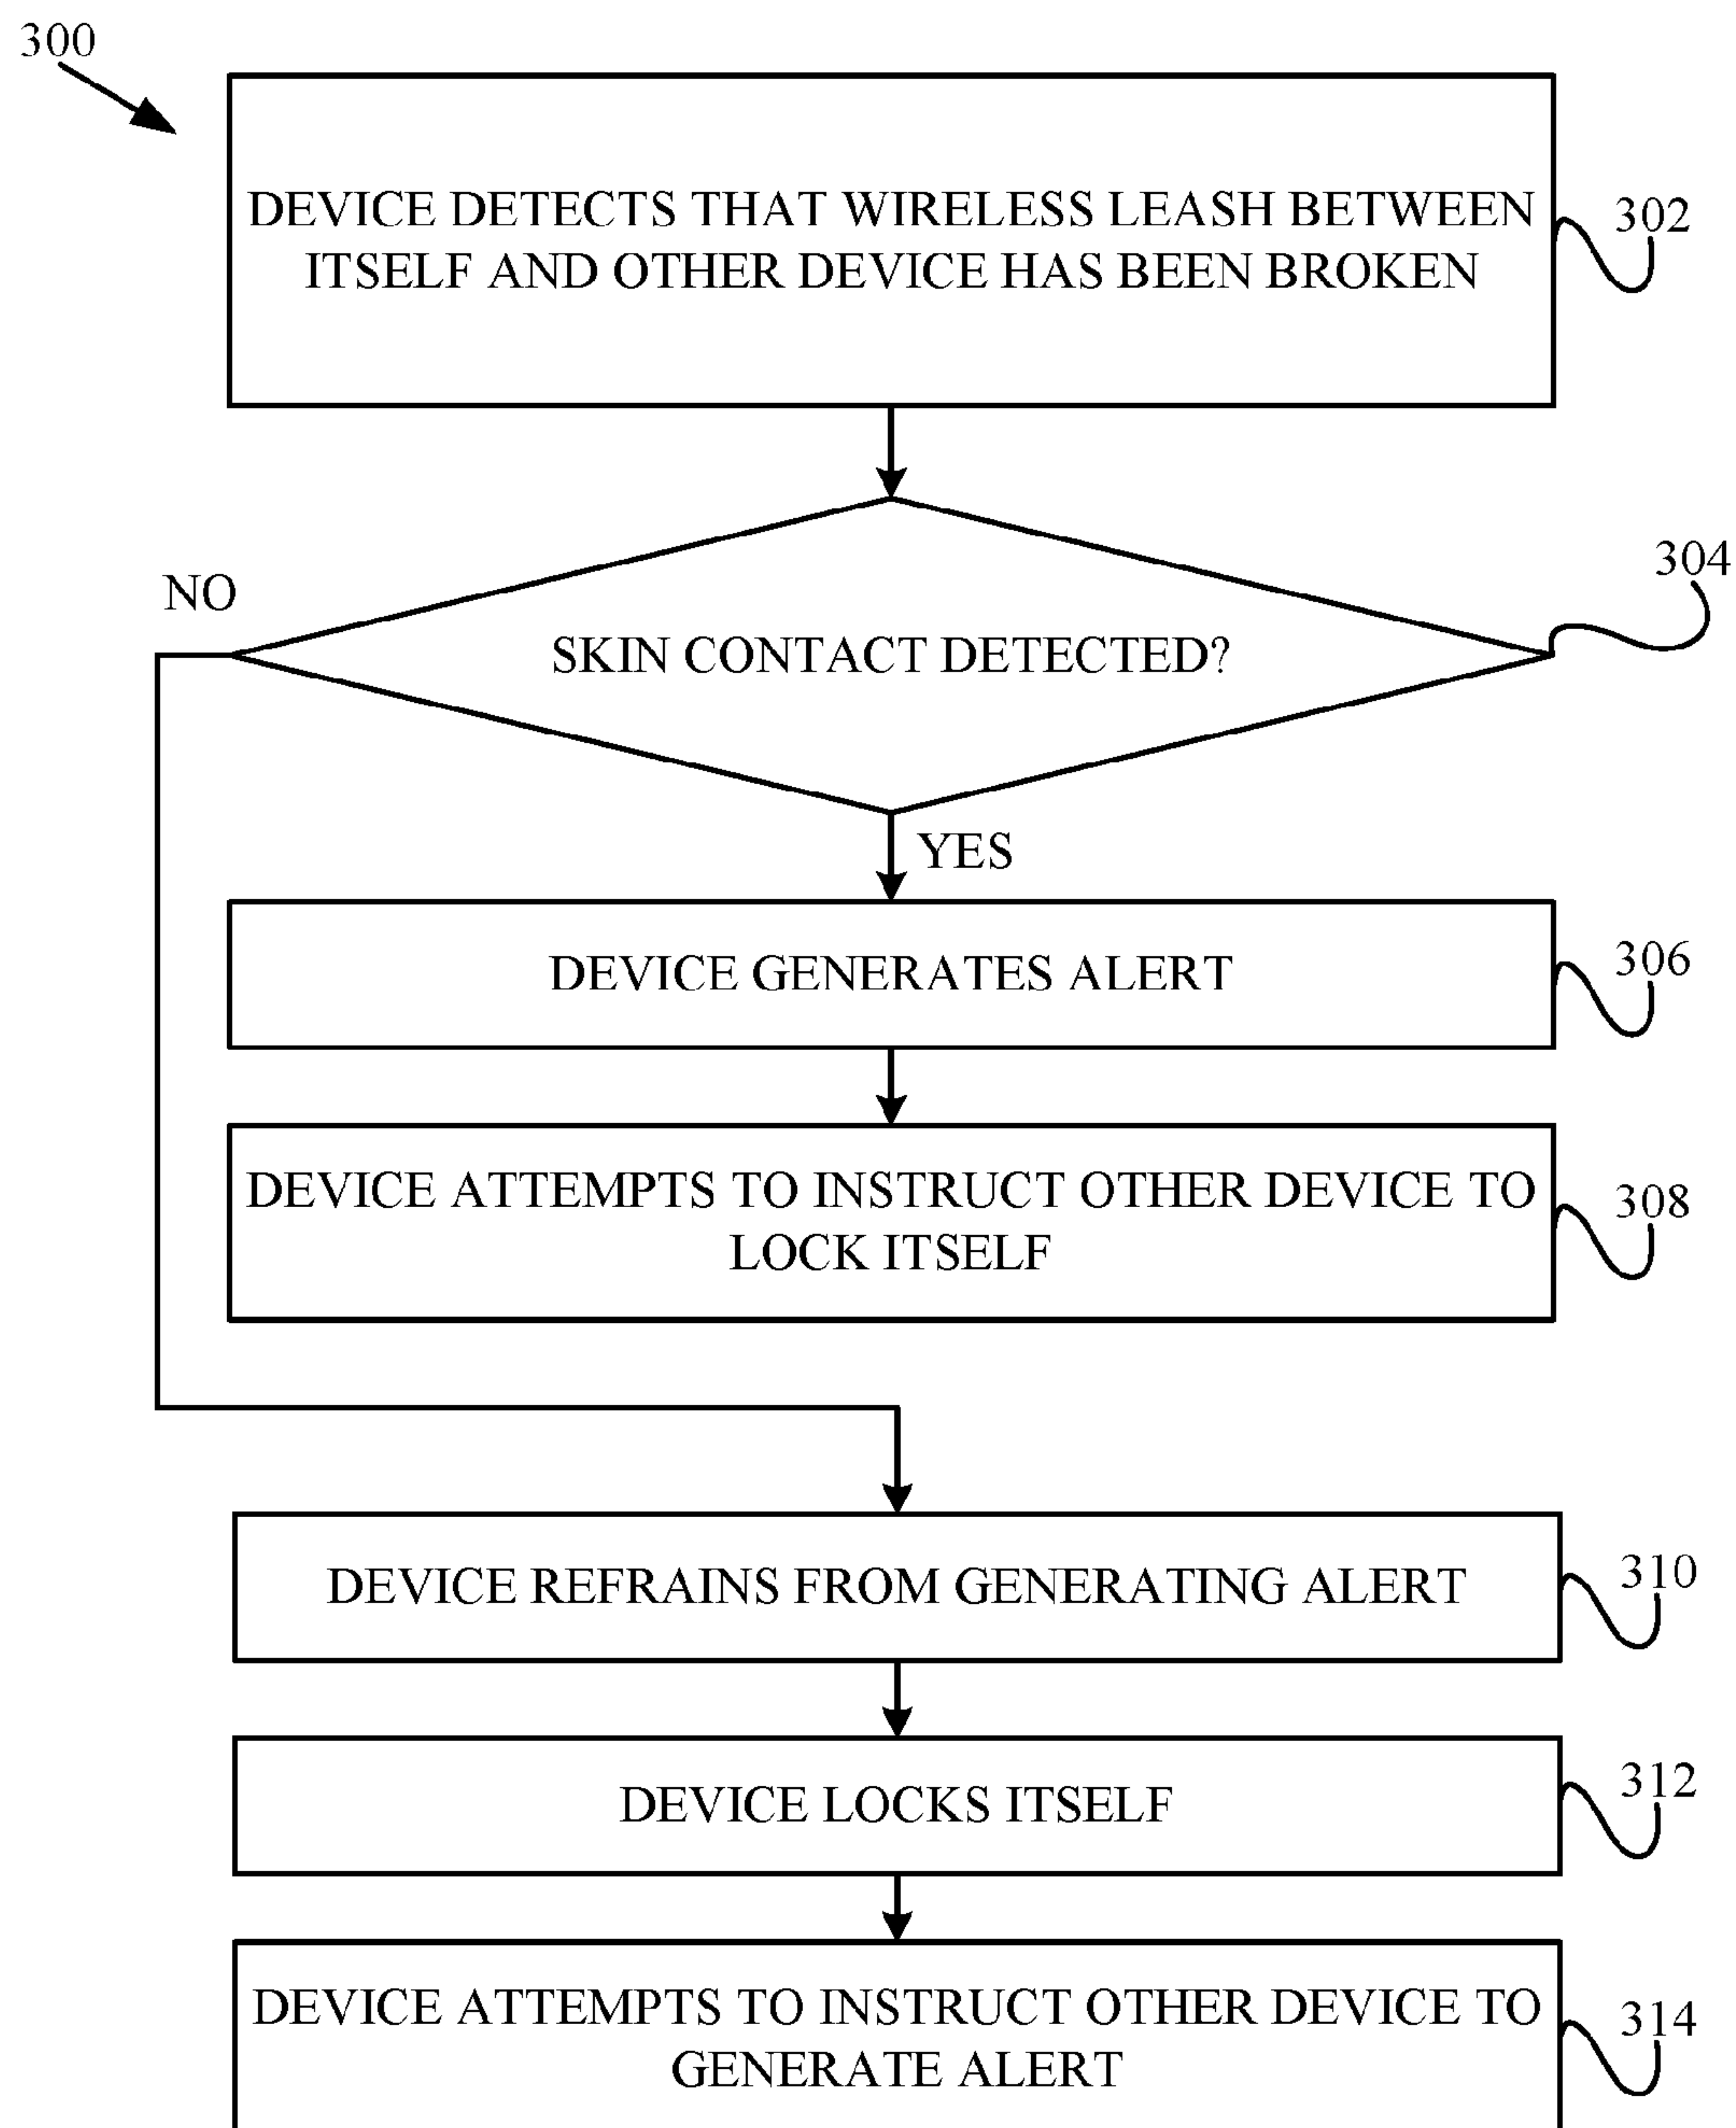 300
DEVICE DETECTS THAT WIRELESS LEASH BETWEEN
ITSELF AND OTHER DEVICE HAS BEEN BROKEN
302
304
NO
SKIN CONTACT DETECTED?
YES
DEVICE GENERATES ALERT
306
DEVICE ATTEMPTS TO INSTRUCT OTHER DEVICE TO
LOCK ITSELF
308
DEVICE REFRAINS FROM GENERATING ALERT
310
DEVICE LOCKS ITSELF
312
DEVICE ATTEMPTS TO INSTRUCT OTHER DEVICE TO
GENERATE ALERT
314